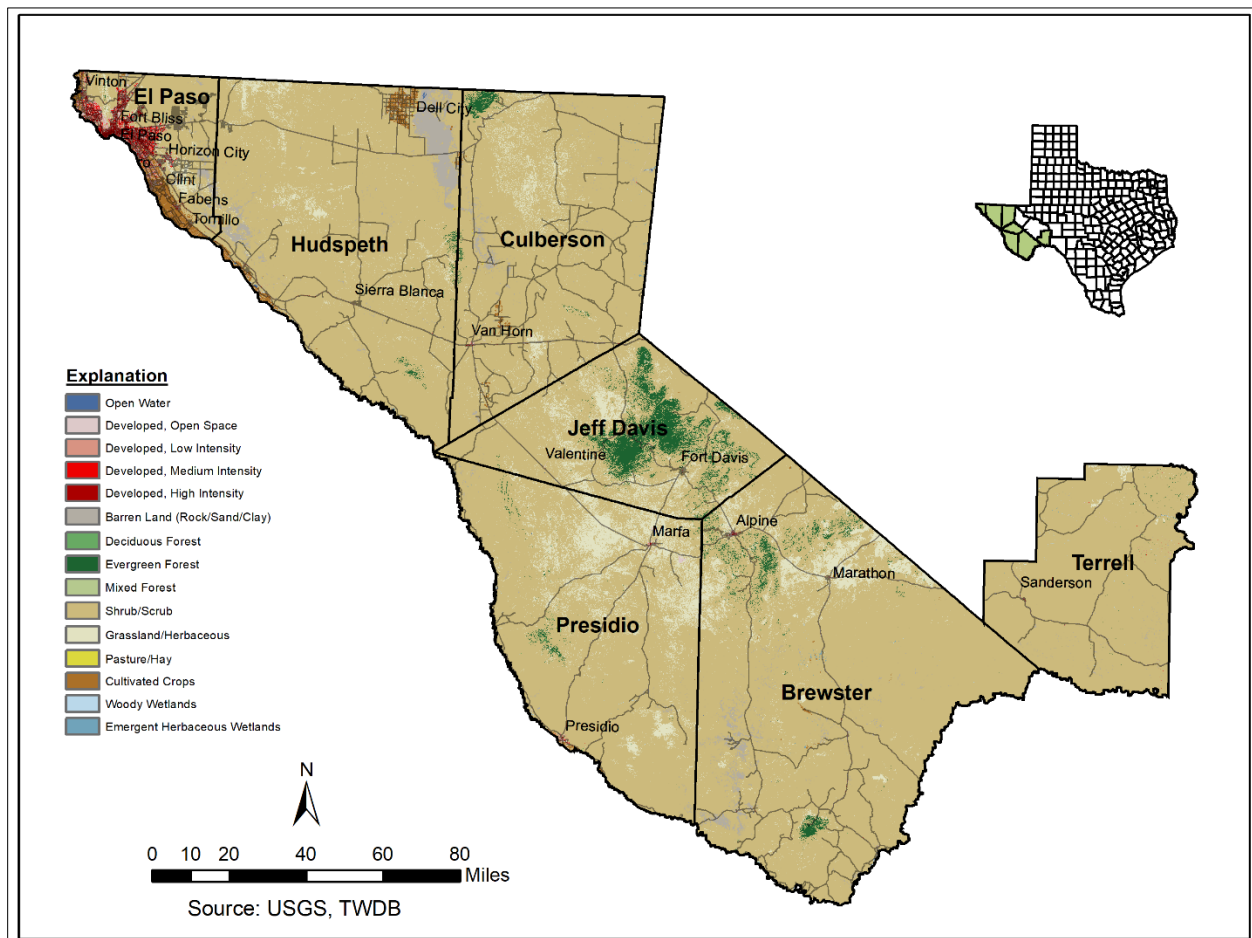 Vinton
El Paso
Fort Bliss
El Paso
Horizon City
Clint
Fabens
Tornillo
Dell City
Hudspeth
Culberson
Sierra Blanca
Van Horn
Jeff Davis
Valentine
Fort Davis
Marfa
Alpine
Marathon
Presidio
Presidio
Brewster
Terrell
Sanderson
Explanation
Open Water
Developed, Open Space
Developed, Low Intensity
Developed, Medium Intensity
Developed, High Intensity
Barren Land (Rock/Sand/Clay)
Deciduous Forest
Evergreen Forest
Mixed Forest
Shrub/Scrub
Grassland/Herbaceous
Pasture/Hay
Cultivated Crops
Woody Wetlands
Emergent Herbaceous Wetlands
N
0 10 20 40 60 80
Miles
Source: USGS, TWDB